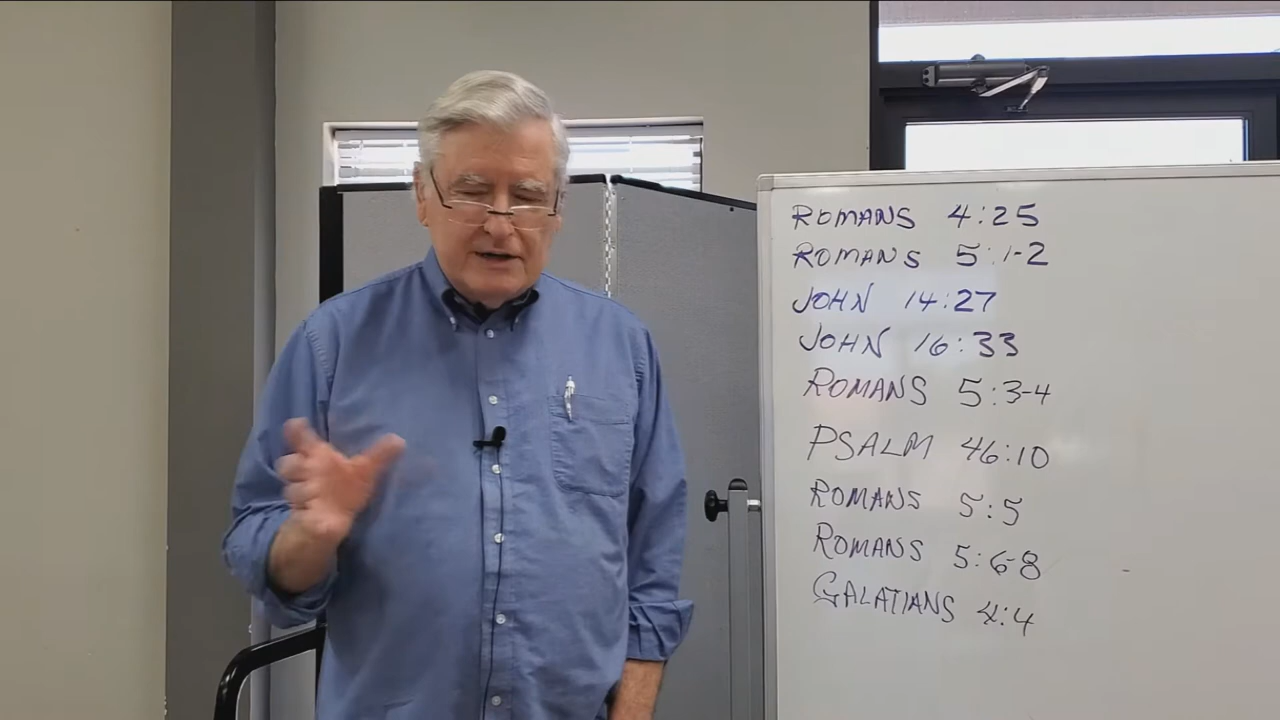 ROMANS 4:25
ROMANS 5:1-2
JOHN 14:27
JOHN 16:33
ROMANS 5:3-4
PSALM 46:10
ROMANS 5:5
ROMANS 5:6-8
GALATIANS 4:4